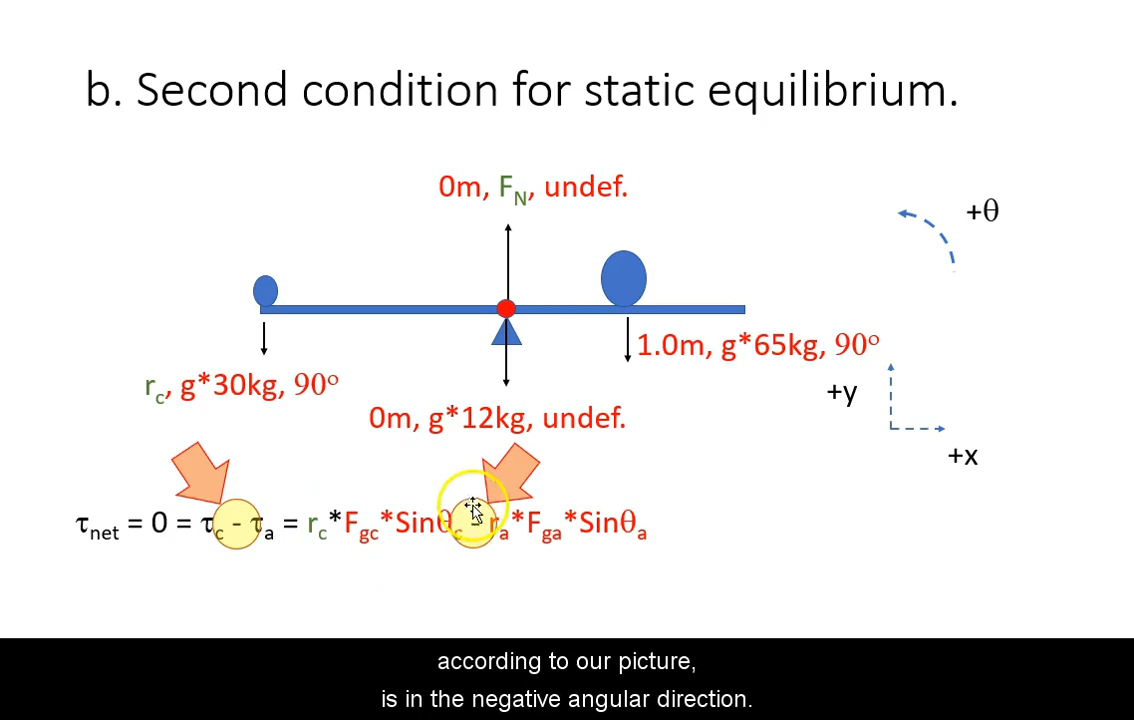 b. Second condition for static equilibrium.
0m, FN, undef.
+θ
1.0m, g*65kg, 90°
rc, g*30kg, 90°
+y
0m, g*12kg, undef.
+x
τnet = 0 = τc - τa = rc*Fgc*Sinθc - ra*Fga*Sinθa
according to our picture,
is in the negative angular direction.